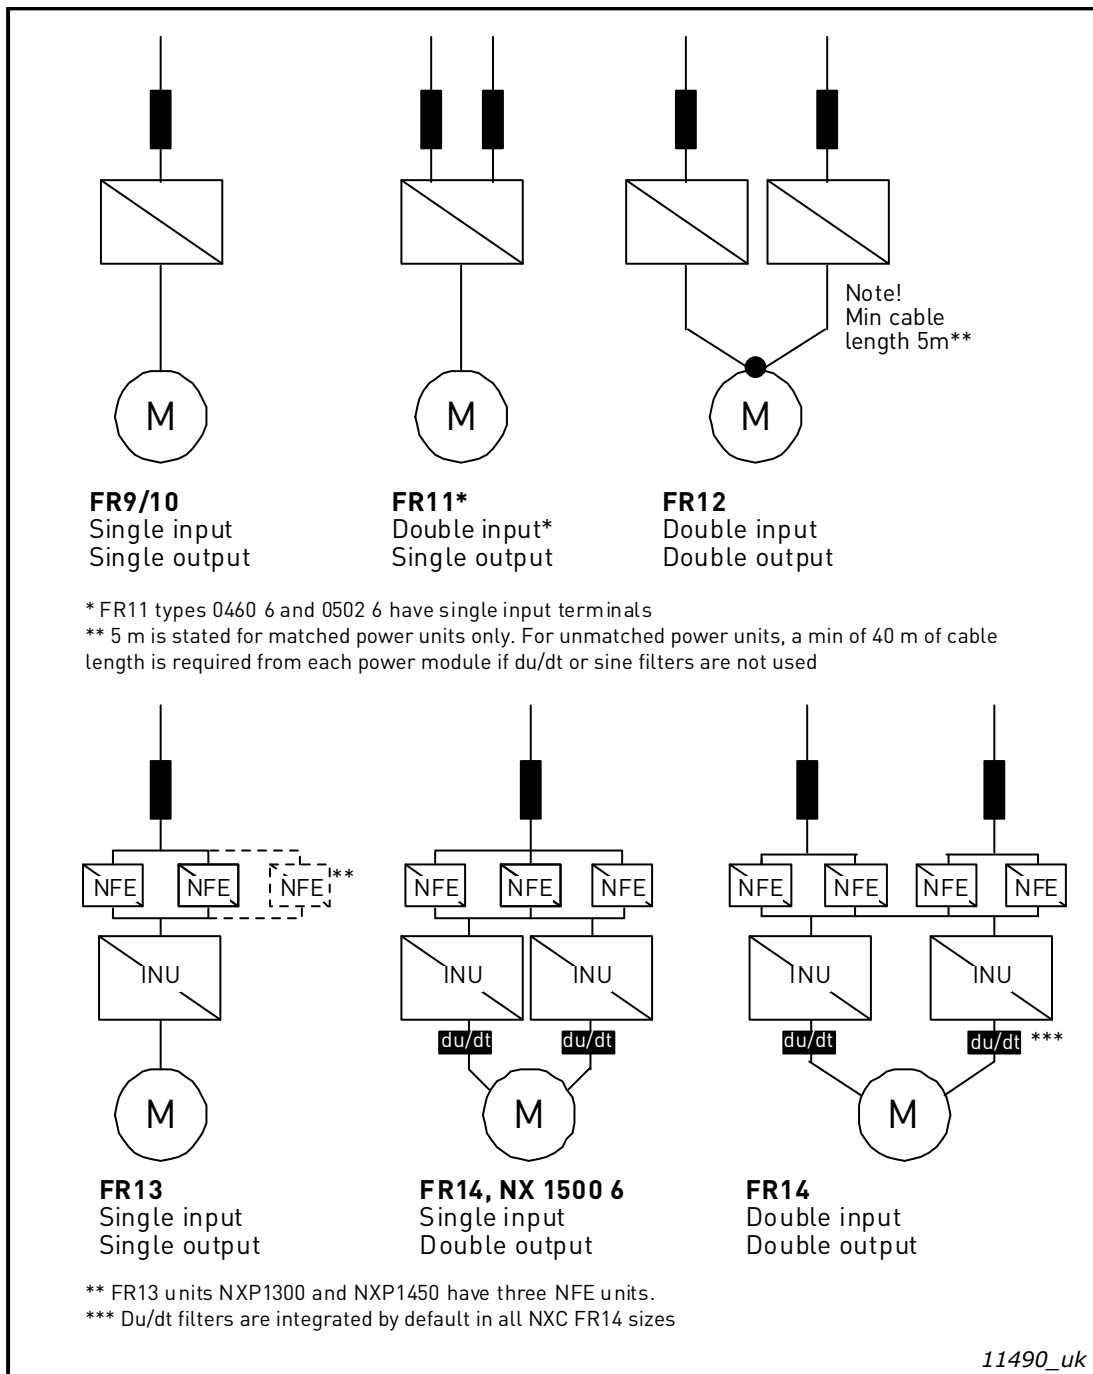 Note!
Min cable
length 5m**
M
M
M
FR9/10
Single input
Single output
FR11*
Double input*
Single output
FR12
Double input
Double output
* FR11 types 0460 6 and 0502 6 have single input terminals
** 5 m is stated for matched power units only. For unmatched power units, a min of 40 m of cable
length is required from each power module if du/dt or sine filters are not used
NFE
NFE
NFE
**
INU
M
FR13
Single input
Single output
NFE
NFE
NFE
INU
INU
du/dt
du/dt
M
FR14, NX 1500 6
Single input
Double output
NFE
NFE
NFE
NFE
INU
INU
du/dt
du/dt ***
M
FR14
Double input
Double output
** FR13 units NXP1300 and NXP1450 have three NFE units.
*** Du/dt filters are integrated by default in all NXC FR14 sizes
11490_uk